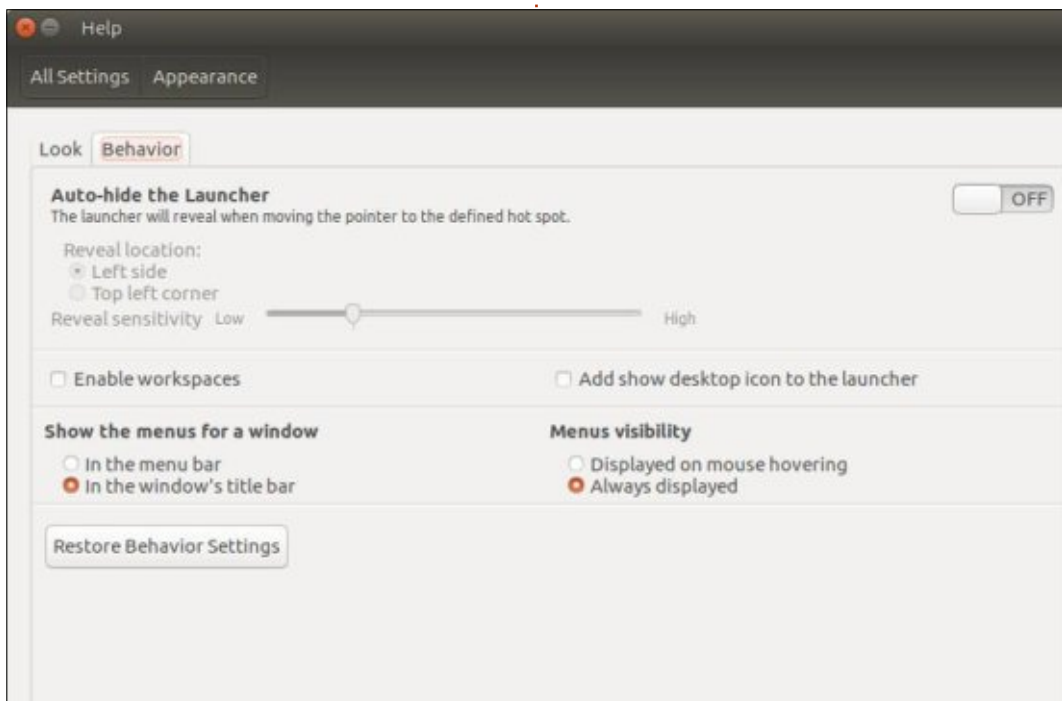 Help
All Settings Appearance
Look Behavior
Auto-hide the Launcher
OFF
The launcher will reveal when moving the pointer to the defined hot spot.
Reveal location:
Left side
Top left corner
Reveal sensitivity Low High
Enable workspaces Add show desktop icon to the launcher
Show the menus for a window Menus visibility
In the menu bar Displayed on mouse hovering
In the window's title bar Always displayed
Restore Behavior Settings